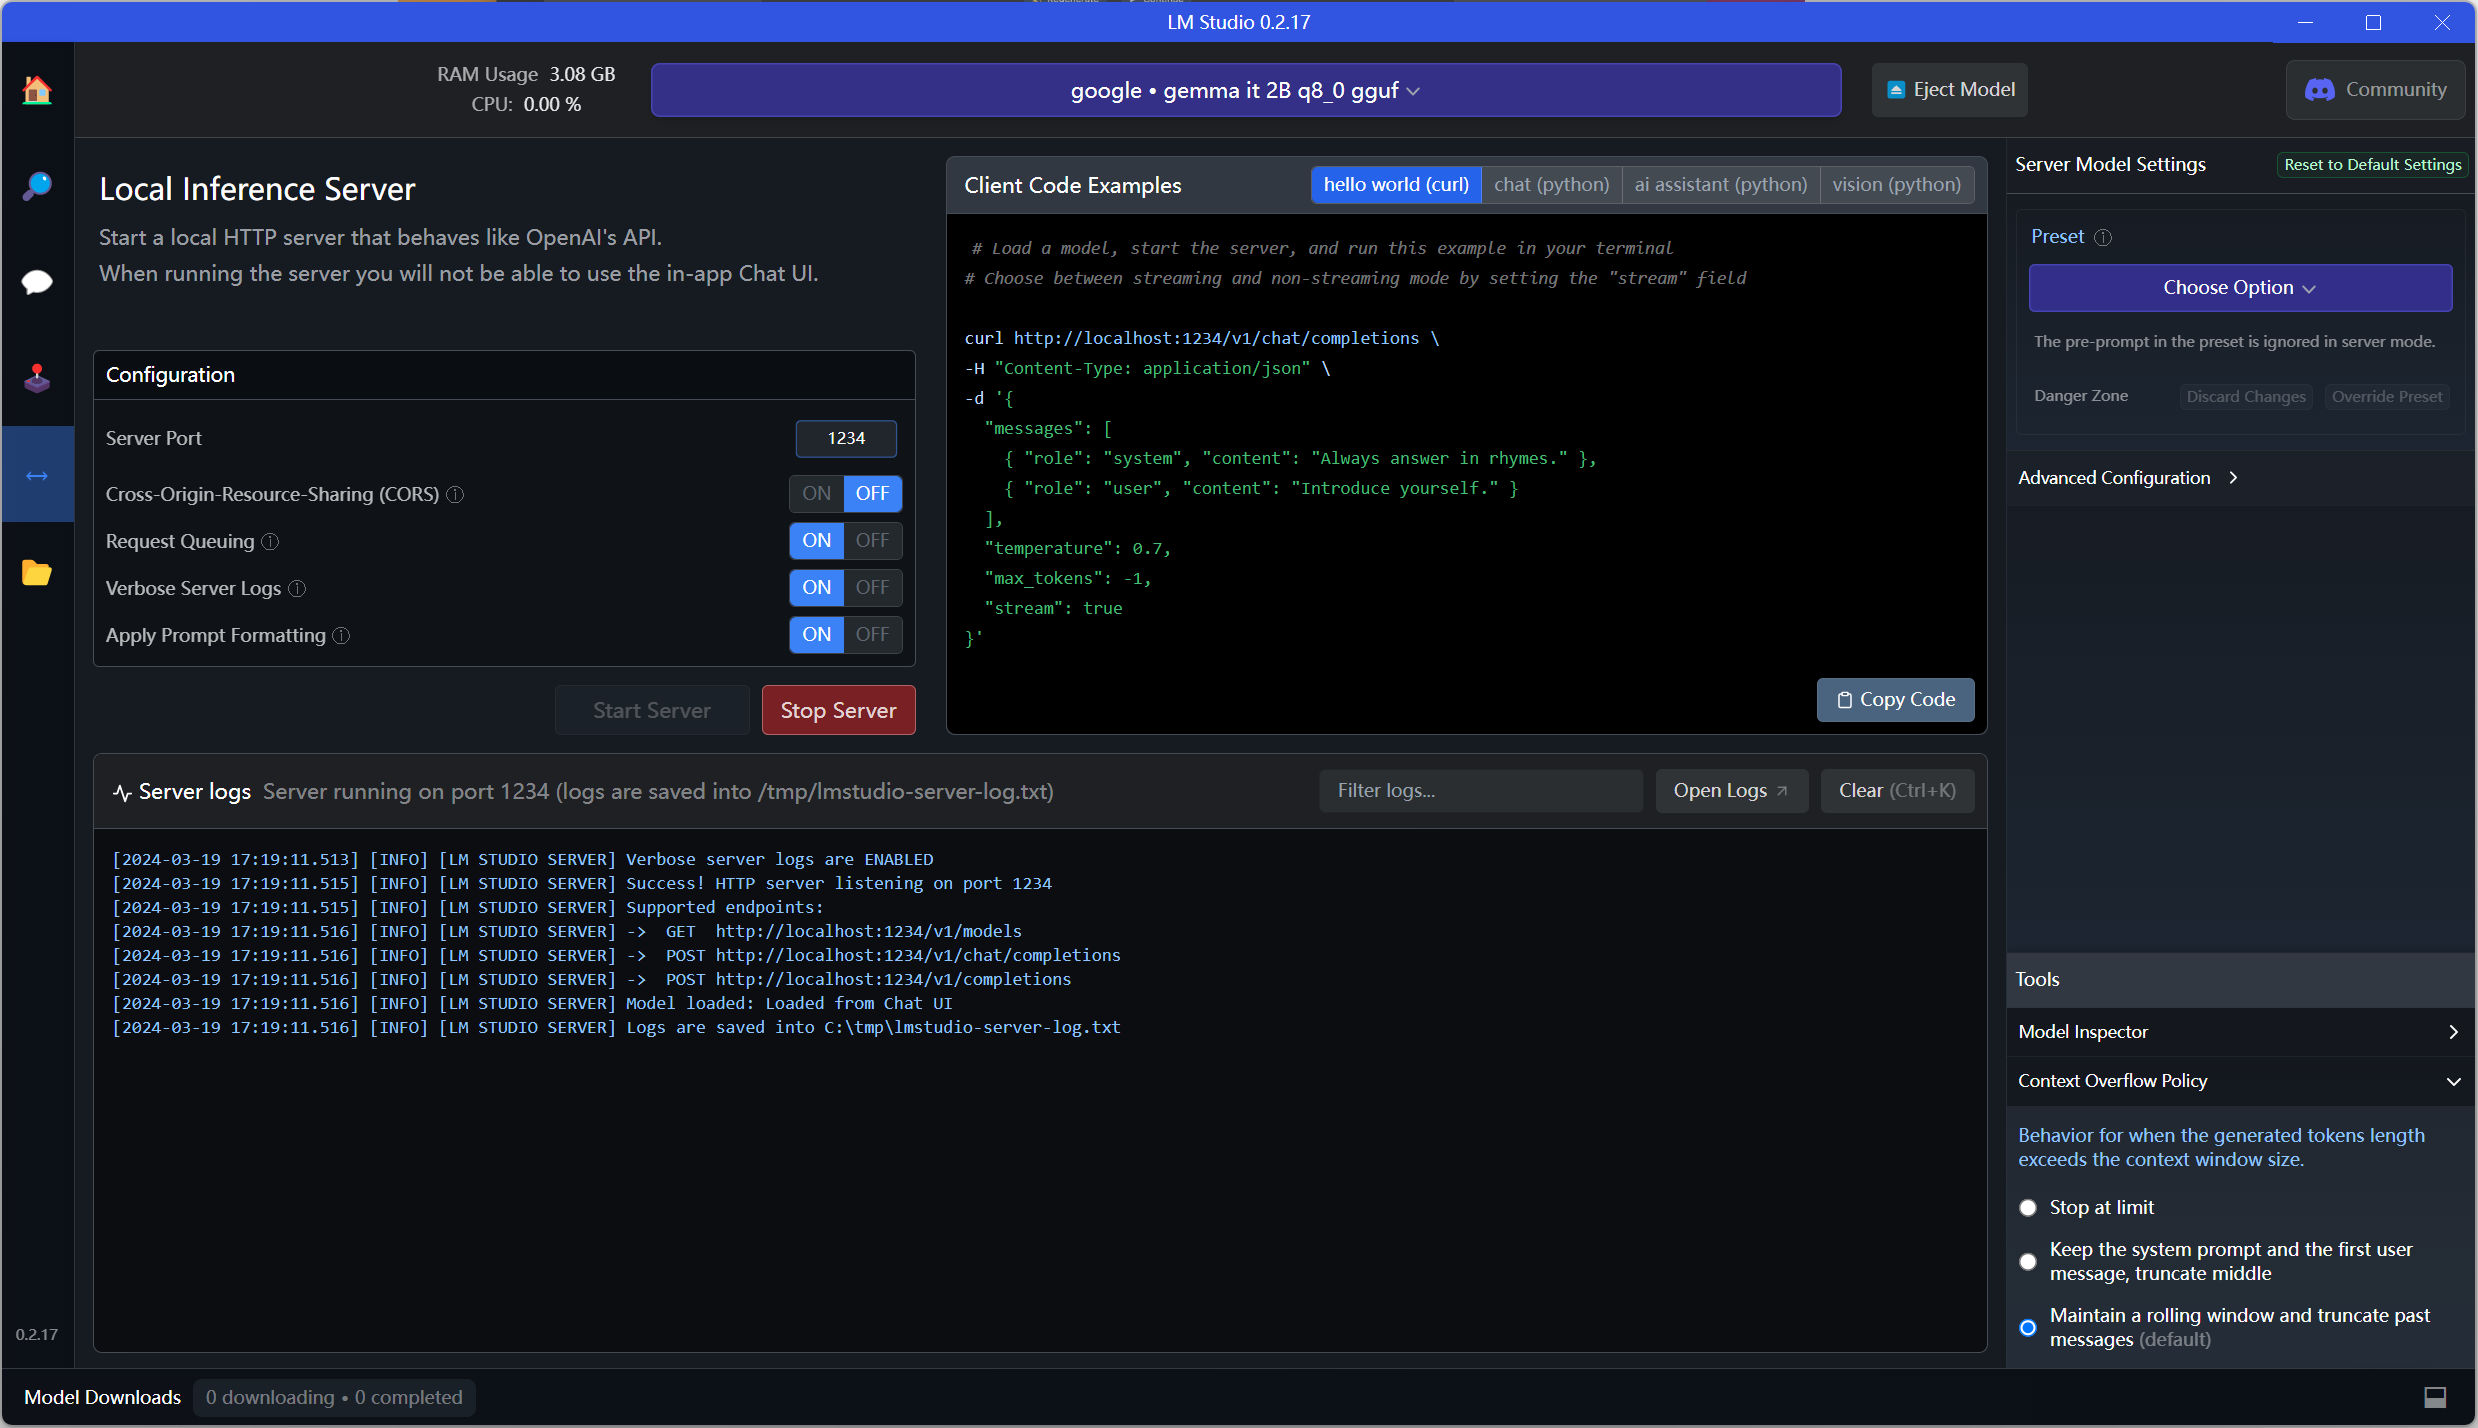 LM Studio 0.2.17
RAM Usage 3.08 GB
CPU: 0.00 %
google • gemma it 2B q8_0 gguf
Eject Model
Community
Local Inference Server
Start a local HTTP server that behaves like OpenAI's API.
When running the server you will not be able to use the in-app Chat UI.
Configuration
Server Port 1234
Cross-Origin-Resource-Sharing (CORS) ON OFF
Request Queuing ON OFF
Verbose Server Logs ON OFF
Apply Prompt Formatting ON OFF
Start Server
Stop Server
Client Code Examples
hello world (curl) chat (python) ai assistant (python) vision (python)
# Load a model, start the server, and run this example in your terminal
# Choose between streaming and non-streaming mode by setting the "stream" field
curl http://localhost:1234/v1/chat/completions \
-H "Content-Type: application/json" \
-d '{
"messages": [
{ "role": "system", "content": "Always answer in rhymes." },
{ "role": "user", "content": "Introduce yourself." }
],
"temperature": 0.7,
"max_tokens": -1,
"stream": true
}'
Copy Code
Server logs Server running on port 1234 (logs are saved into /tmp/lmstudio-server-log.txt)
Filter logs...
Open Logs
Clear (Ctrl+K)
[2024-03-19 17:19:11.513] [INFO] [LM STUDIO SERVER] Verbose server logs are ENABLED
[2024-03-19 17:19:11.515] [INFO] [LM STUDIO SERVER] Success! HTTP server listening on port 1234
[2024-03-19 17:19:11.515] [INFO] [LM STUDIO SERVER] Supported endpoints:
[2024-03-19 17:19:11.516] [INFO] [LM STUDIO SERVER] -> GET http://localhost:1234/v1/models
[2024-03-19 17:19:11.516] [INFO] [LM STUDIO SERVER] -> POST http://localhost:1234/v1/chat/completions
[2024-03-19 17:19:11.516] [INFO] [LM STUDIO SERVER] -> POST http://localhost:1234/v1/completions
[2024-03-19 17:19:11.516] [INFO] [LM STUDIO SERVER] Model loaded: Loaded from Chat UI
[2024-03-19 17:19:11.516] [INFO] [LM STUDIO SERVER] Logs are saved into C:\tmp\lmstudio-server-log.txt
Server Model Settings
Reset to Default Settings
Preset
Choose Option
The pre-prompt in the preset is ignored in server mode.
Danger Zone Discard Changes Override Preset
Advanced Configuration
Tools
Model Inspector
Context Overflow Policy
Behavior for when the generated tokens length
exceeds the context window size.
Stop at limit
Keep the system prompt and the first user
message, truncate middle
Maintain a rolling window and truncate past
messages (default)
0.2.17
Model Downloads 0 downloading • 0 completed